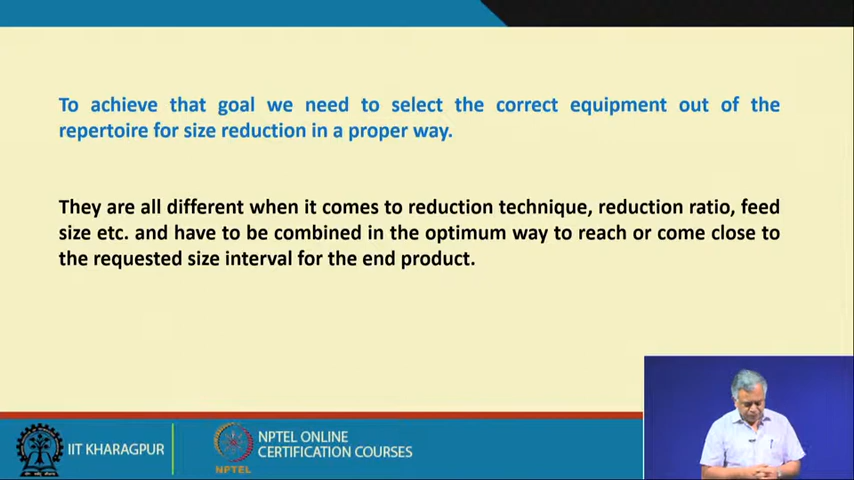 To achieve that goal we need to select the correct equipment out of the
repertoire for size reduction in a proper way.
They are all different when it comes to reduction technique, reduction ratio, feed
size etc. and have to be combined in the optimum way to reach or come close to
the requested size interval for the end product.
IIT KHARAGPUR
NPTEL ONLINE
CERTIFICATION COURSES
NPTEL